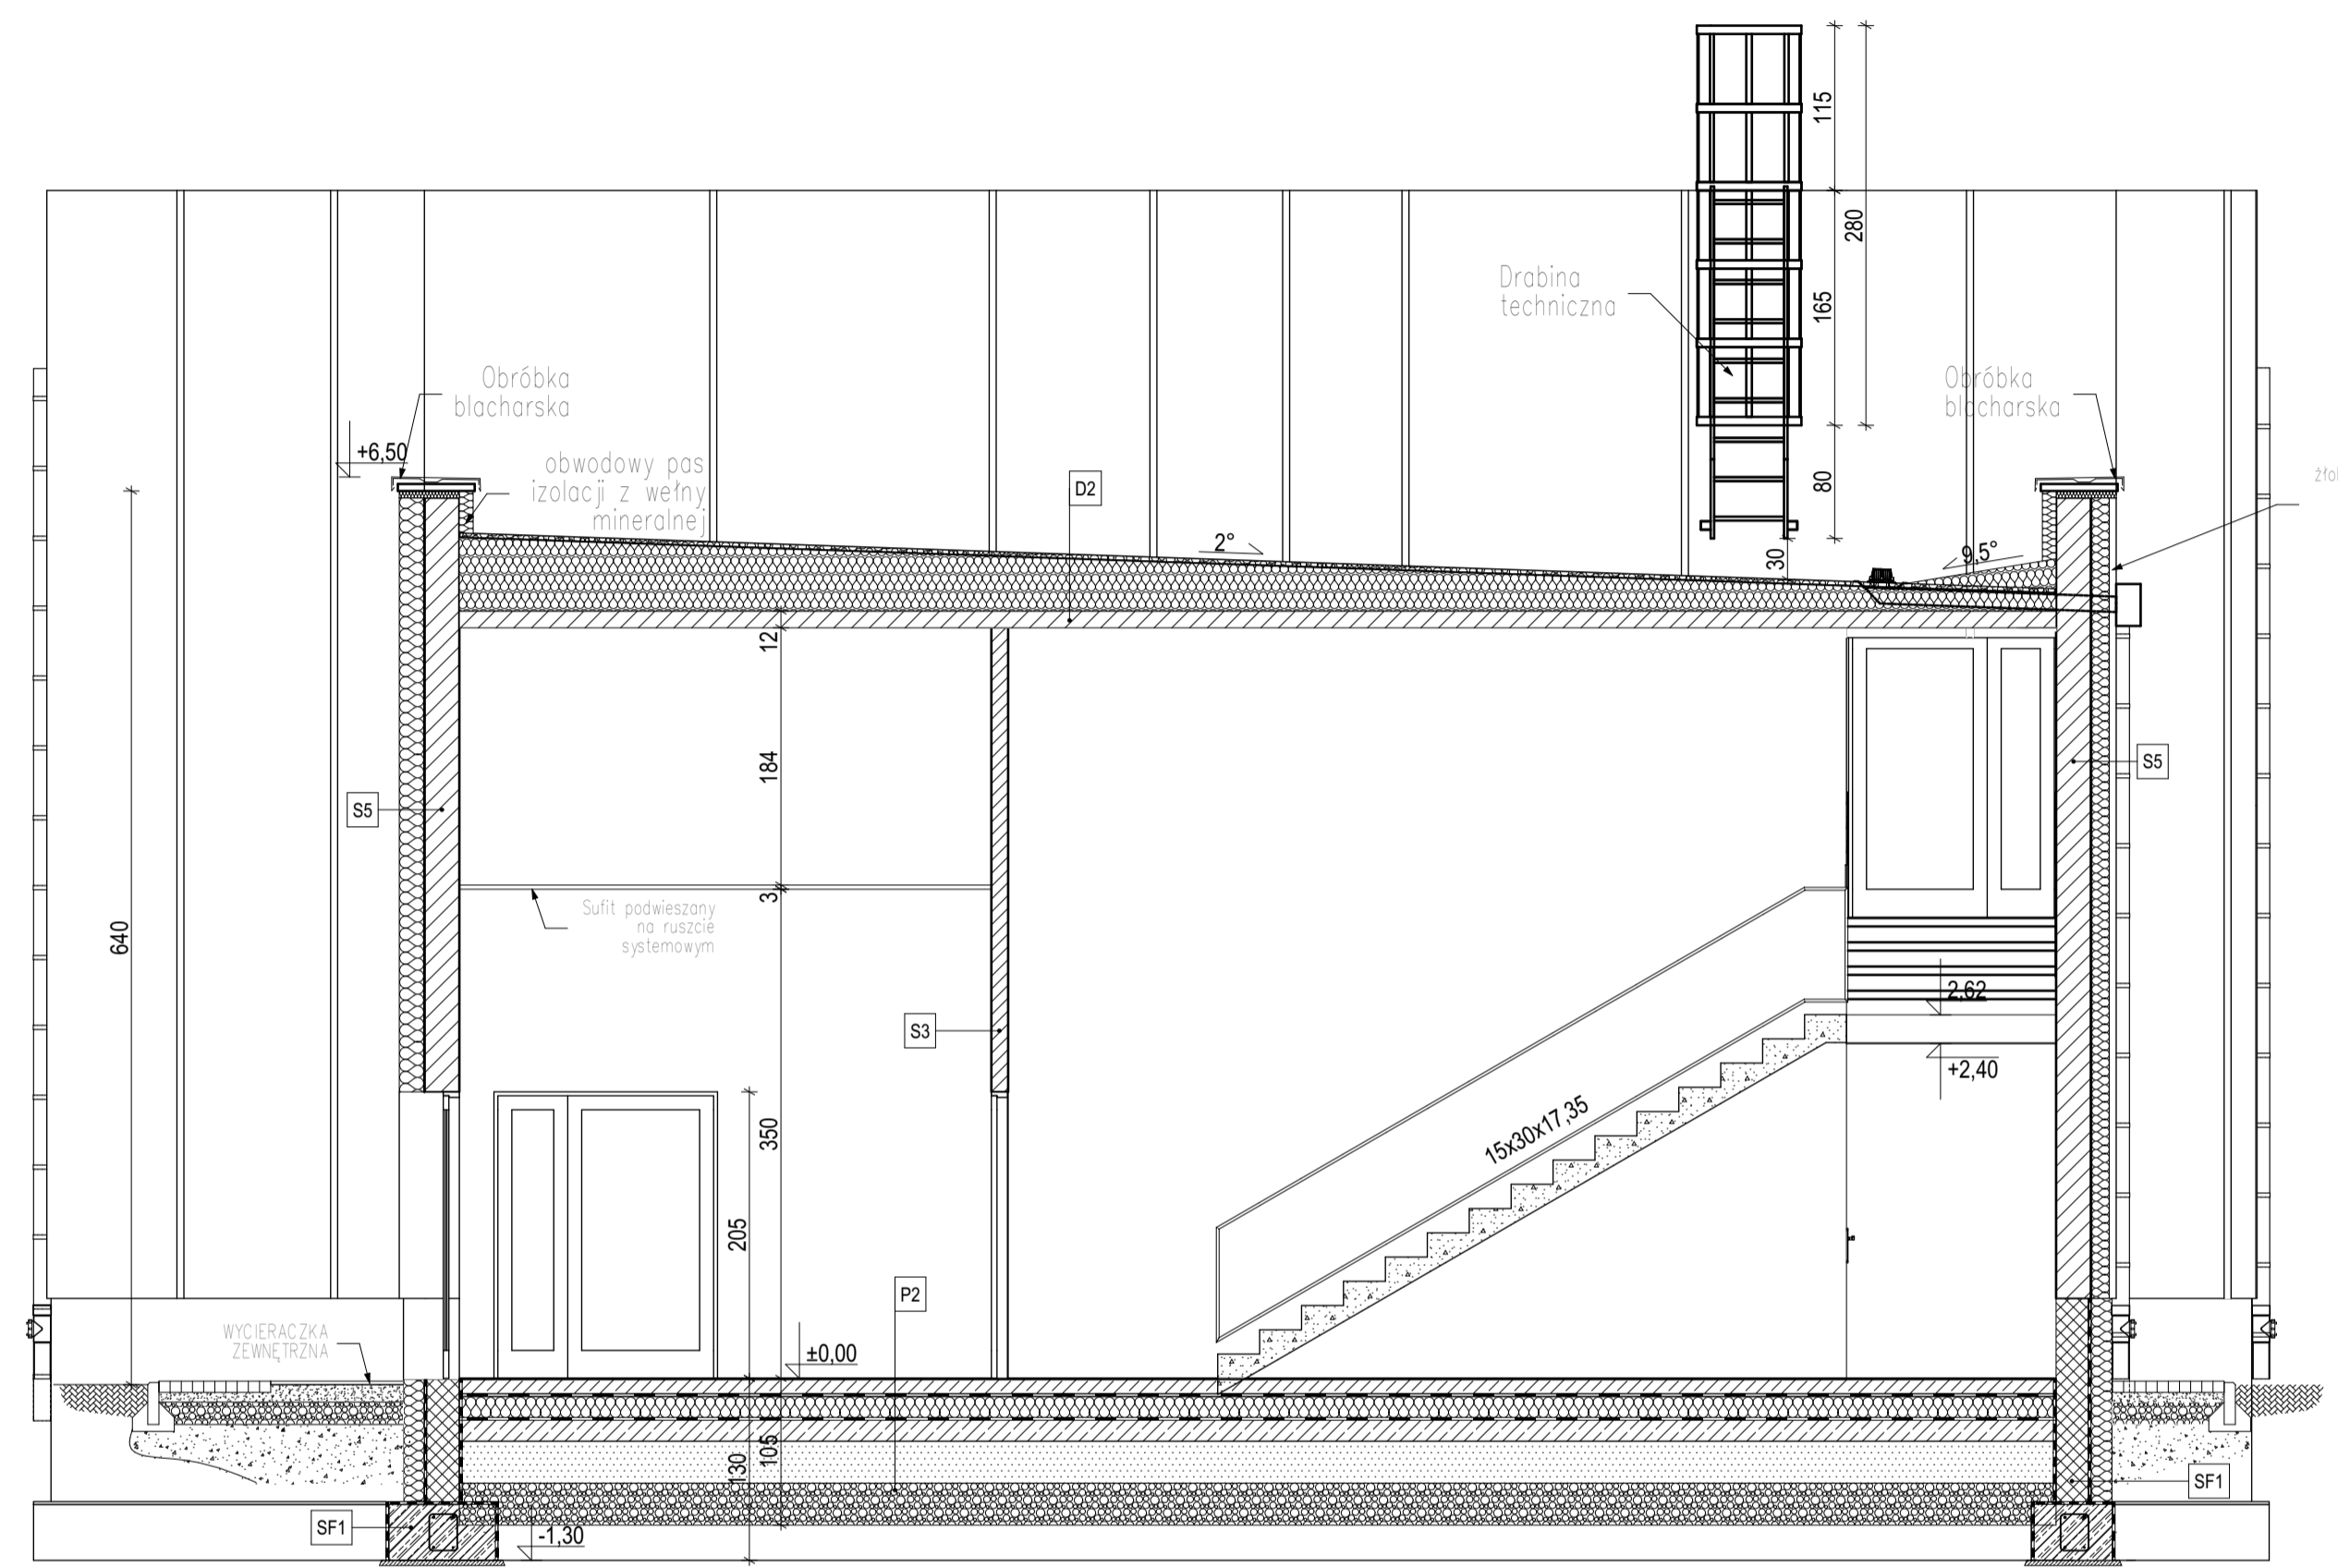 115
280
165
80
30
Drabina
techniczna
Obróbka
blacharska
Obróbka
blacharska
+6,50
obwodowy pas
izolacji z wełny
mineralnej
D2
2°
9,5°
12
184
3
S5
S5
640
Sufit podwieszany
na ruszcie
systemowym
S3
2,62
+2,40
350
15x30x17,35
205
P2
WYCIERACZKA
ZEWNĘTRZNA
±0,00
105
130
SF1
SF1
-1,30